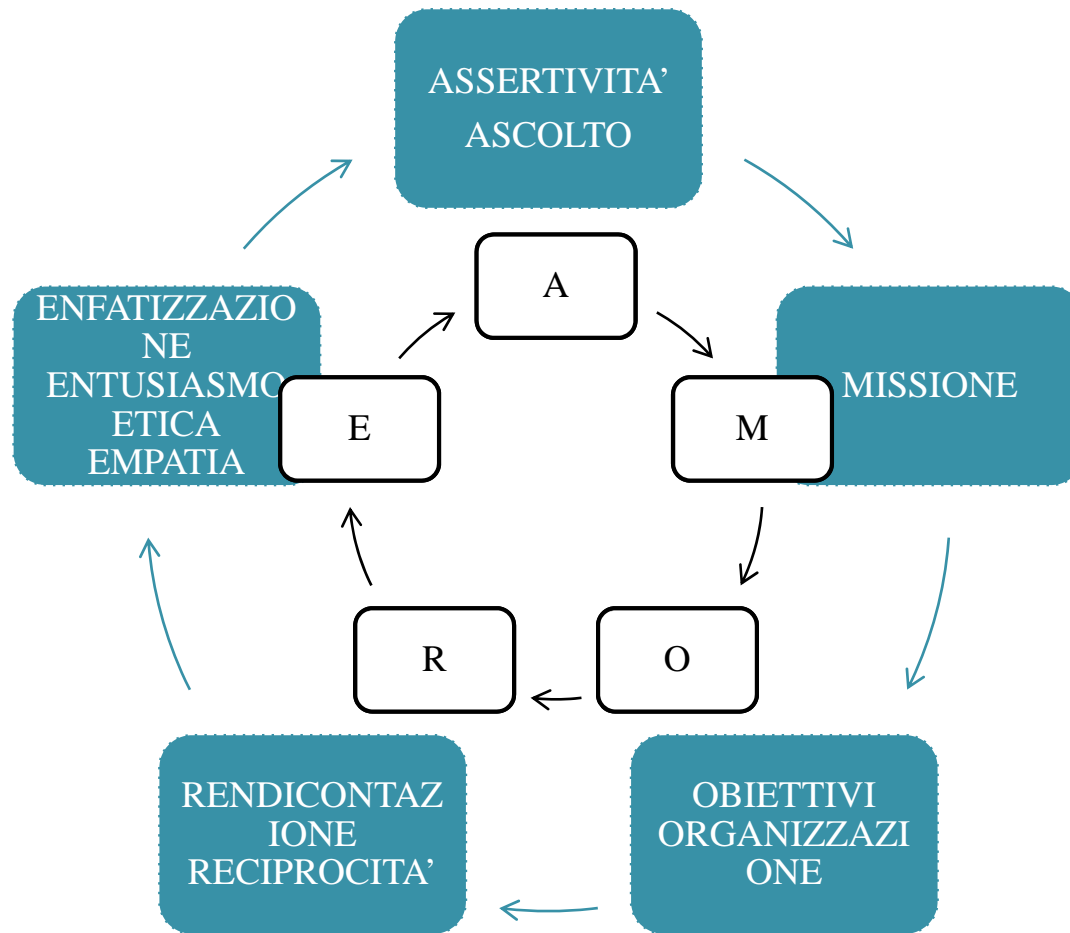 ASSERTIVITA’
ASCOLTO
A
MISSIONE
M
OBIETTIVI
ORGANIZZAZI
ONE
O
RENDICONTAZ
IONE
RECIPROCITA’
R
ENFATIZZAZIO
NE
ENTUSIASMO
ETICA
EMPATIA
E